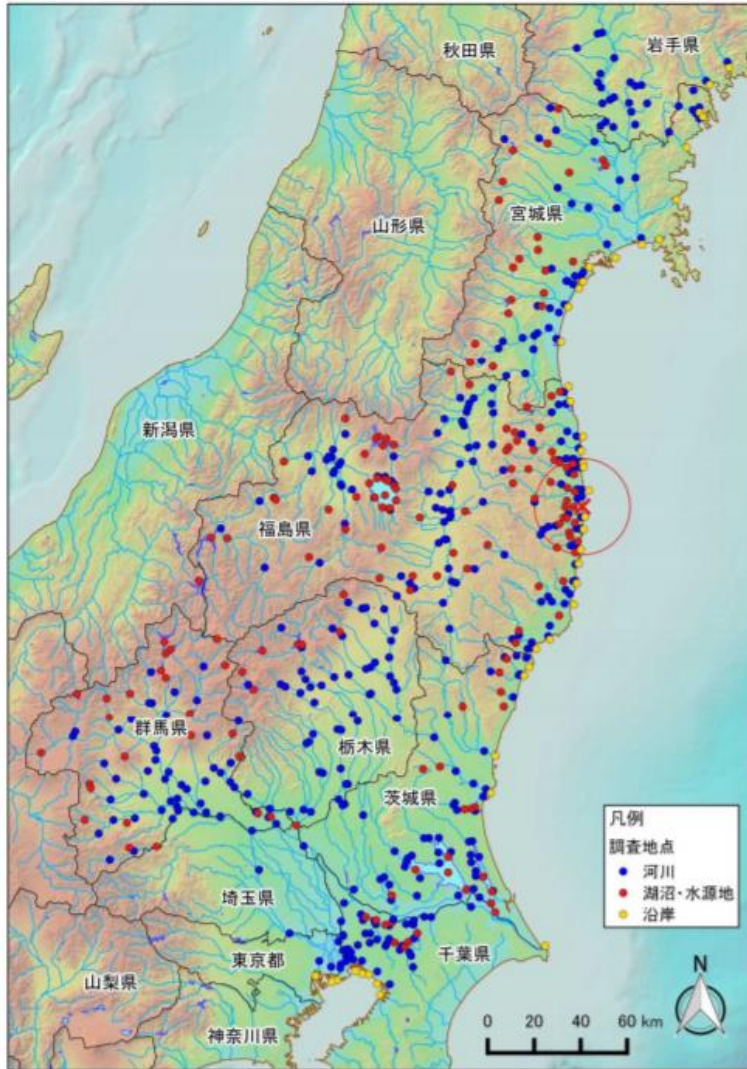 秋田県
岩手県
宮城県
山形県
新潟県
福島県
群馬県
栃木県
茨城県
埼玉県
千葉県
東京都
山梨県
神奈川県
凡例
調査地点
河川
湖沼・水源地
沿岸
N
0 20 40 60 km